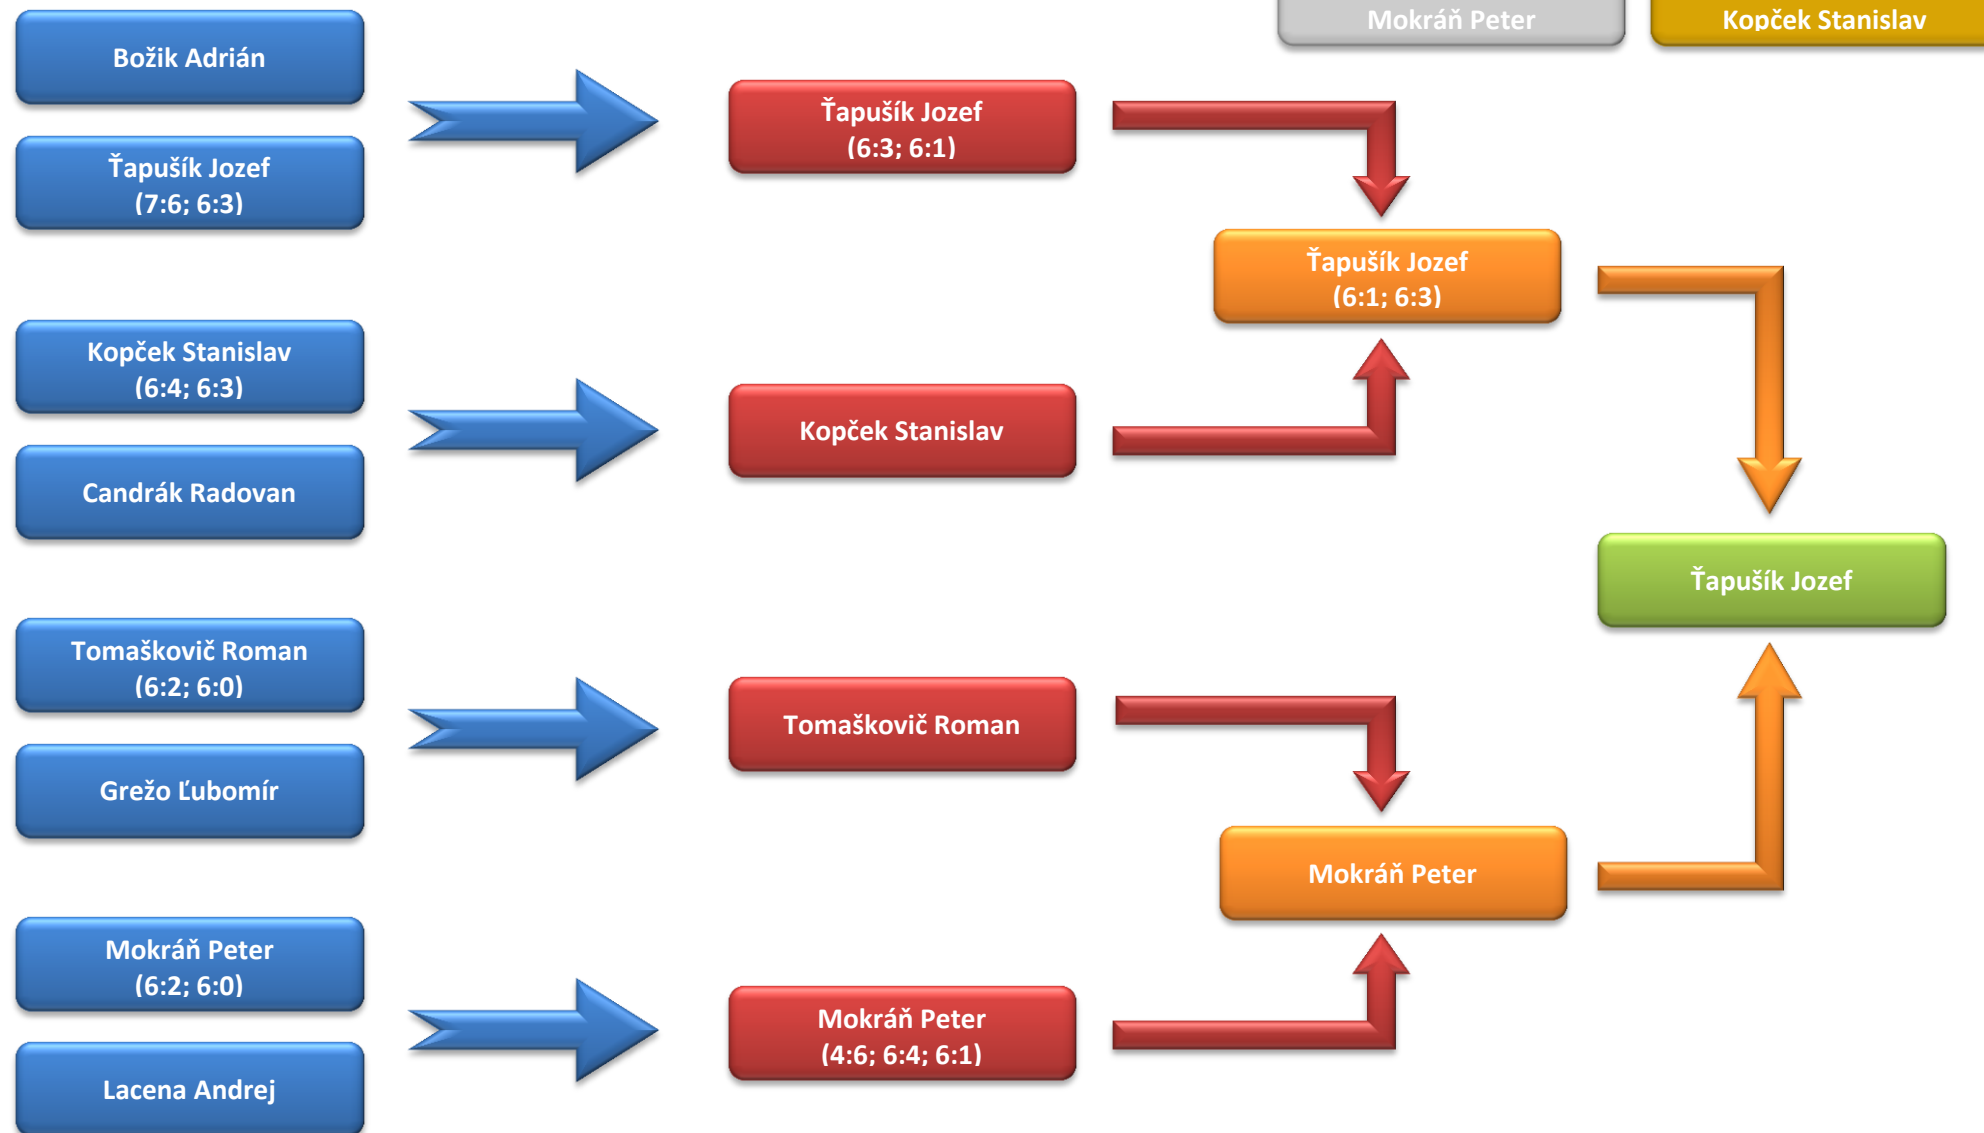 Mokráň Peter
Kopček Stanislav
Božik Adrián
Ťapušík Jozef
(7:6; 6:3)
Ťapušík Jozef
(6:3; 6:1)
Ťapušík Jozef
(6:1; 6:3)
Kopček Stanislav
(6:4; 6:3)
Candrák Radovan
Kopček Stanislav
Ťapušík Jozef
Tomaškovič Roman
(6:2; 6:0)
Grežo Ľubomír
Tomaškovič Roman
Mokráň Peter
Mokráň Peter
(6:2; 6:0)
Lacena Andrej
Mokráň Peter
(4:6; 6:4; 6:1)